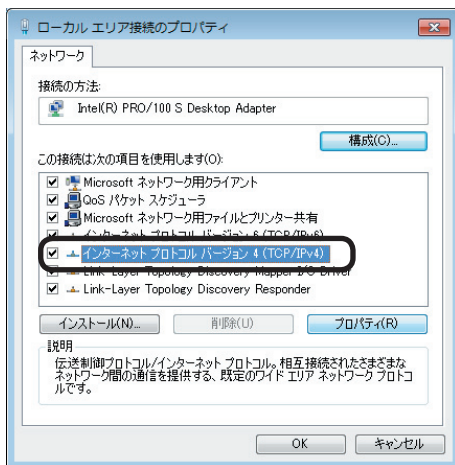 ローカル エリア接続のプロパティ
ネットワーク
接続の方法:
Intel(R) PRO/100 S Desktop Adapter
構成(C)...
この接続は次の項目を使用します(O):
Microsoft ネットワーク用クライアント
QoS パケット スケジューラ
Microsoft ネットワーク用ファイルとプリンター共有
インターネット プロトコル バージョン 6 (TCP/IPv6)
インターネット プロトコル バージョン 4 (TCP/IPv4)
Link-Layer Topology Discovery Mapper I/O Driver
Link-Layer Topology Discovery Responder
インストール(N)...
削除(U)
プロパティ(R)
説明
伝送制御プロトコル/インターネット プロトコル。相互接続されたさまざまな
ネットワーク間の通信を提供する、既定のワイド エリア ネットワーク プロトコ
ルです。
OK
キャンセル